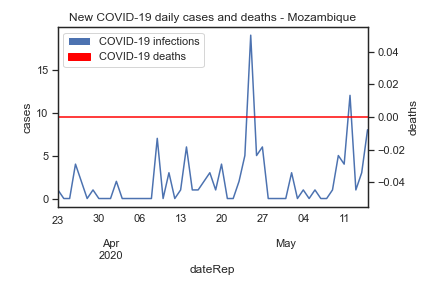 New COVID-19 daily cases and deaths - Mozambique
COVID-19 infections
COVID-19 deaths
cases
15
10
5
0
deaths
0.04
0.02
0.00
−0.02
−0.04
23 30 06 13 20 27 04 11
Apr May
2020
dateRep